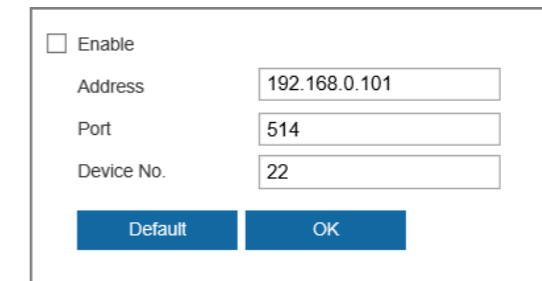 Enable
Address 192.168.0.101
Port 514
Device No. 22
Default OK